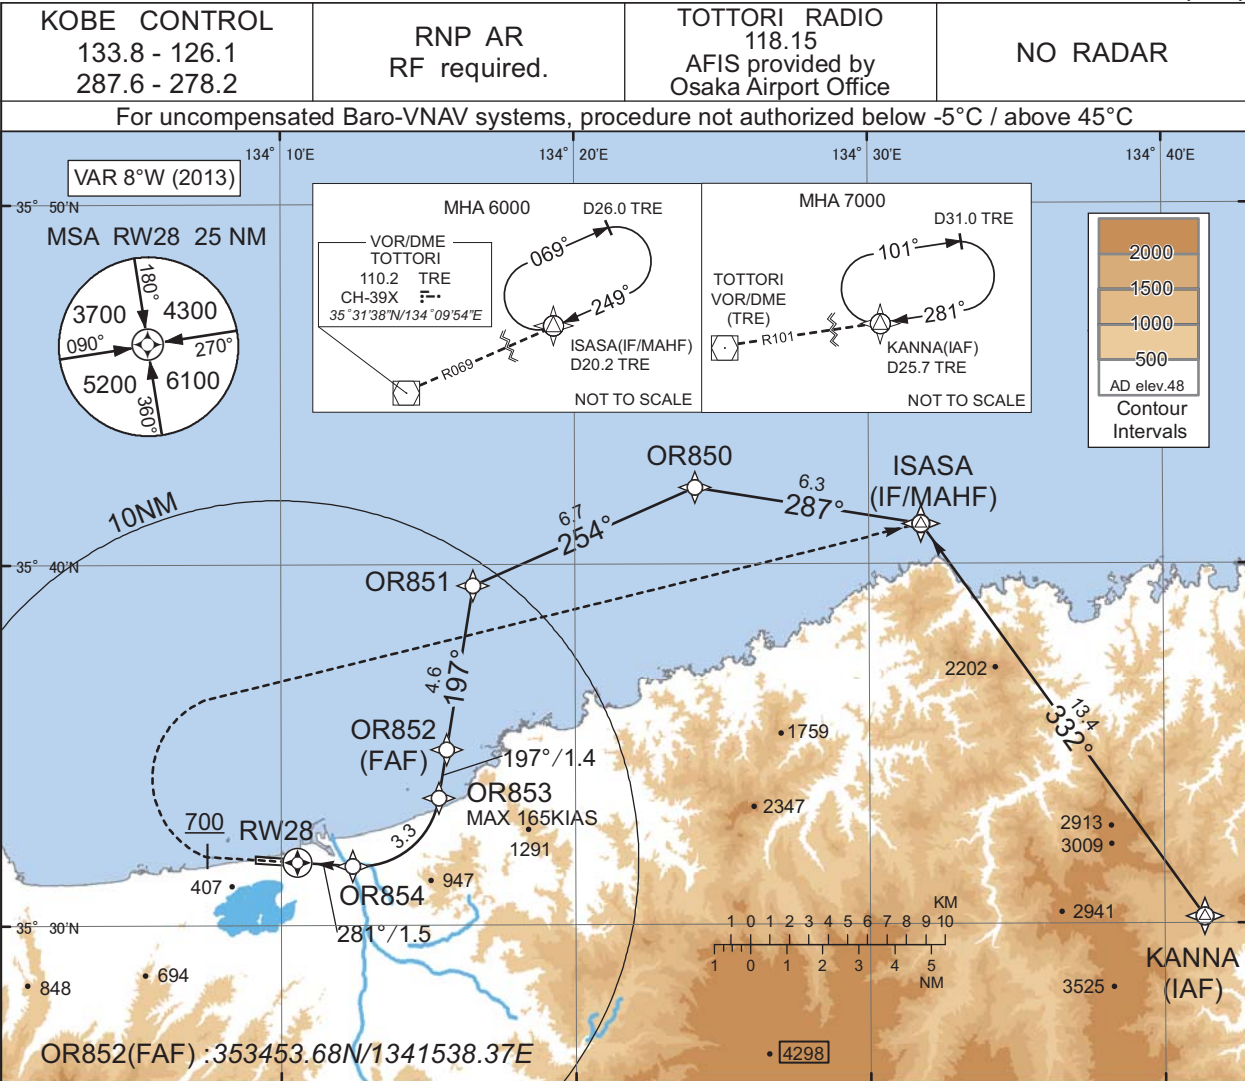 KOBE CONTROL
133.8 - 126.1
287.6 - 278.2
RNP AR
RF required.
TOTTORI RADIO
118.15
AFIS provided by
Osaka Airport Office
NO RADAR
For uncompensated Baro-VNAV systems, procedure not authorized below -5°C / above 45°C
134° 10'E
134° 20'E
134° 30'E
134° 40'E
VAR 8°W (2013)
35° 50'N
MSA RW28 25 NM
180°
3700
4300
090°
270°
5200
6100
360°
MHA 6000
D26.0 TRE
VOR/DME
TOTTORI
110.2 TRE
CH-39X
35°31'38"N/134°09'54"E
069°
249°
ISASA(IF/MAHF)
D20.2 TRE
R069
NOT TO SCALE
MHA 7000
D31.0 TRE
101°
TOTTORI
VOR/DME
(TRE)
281°
R101
KANNA(IAF)
D25.7 TRE
NOT TO SCALE
2000
1500
1000
500
AD elev.48
Contour
Intervals
OR850
ISASA
(IF/MAHF)
6.3
287°
10NM
6.7
254°
35° 40'N
OR851
4.6
197°
2202
13.4
332°
OR852
(FAF)
1759
197°/1.4
OR853
MAX 165KIAS
2347
700
RW28
3.3
1291
2913
3009
407
OR854
947
2941
281°/1.5
35° 30'N
KM
1 0 1 2 3 4 5 6 7 8 9 10
1 0 1 2 3 4 5
NM
KANNA
(IAF)
694
848
3525
OR852(FAF) :353453.68N/1341538.37E
4298